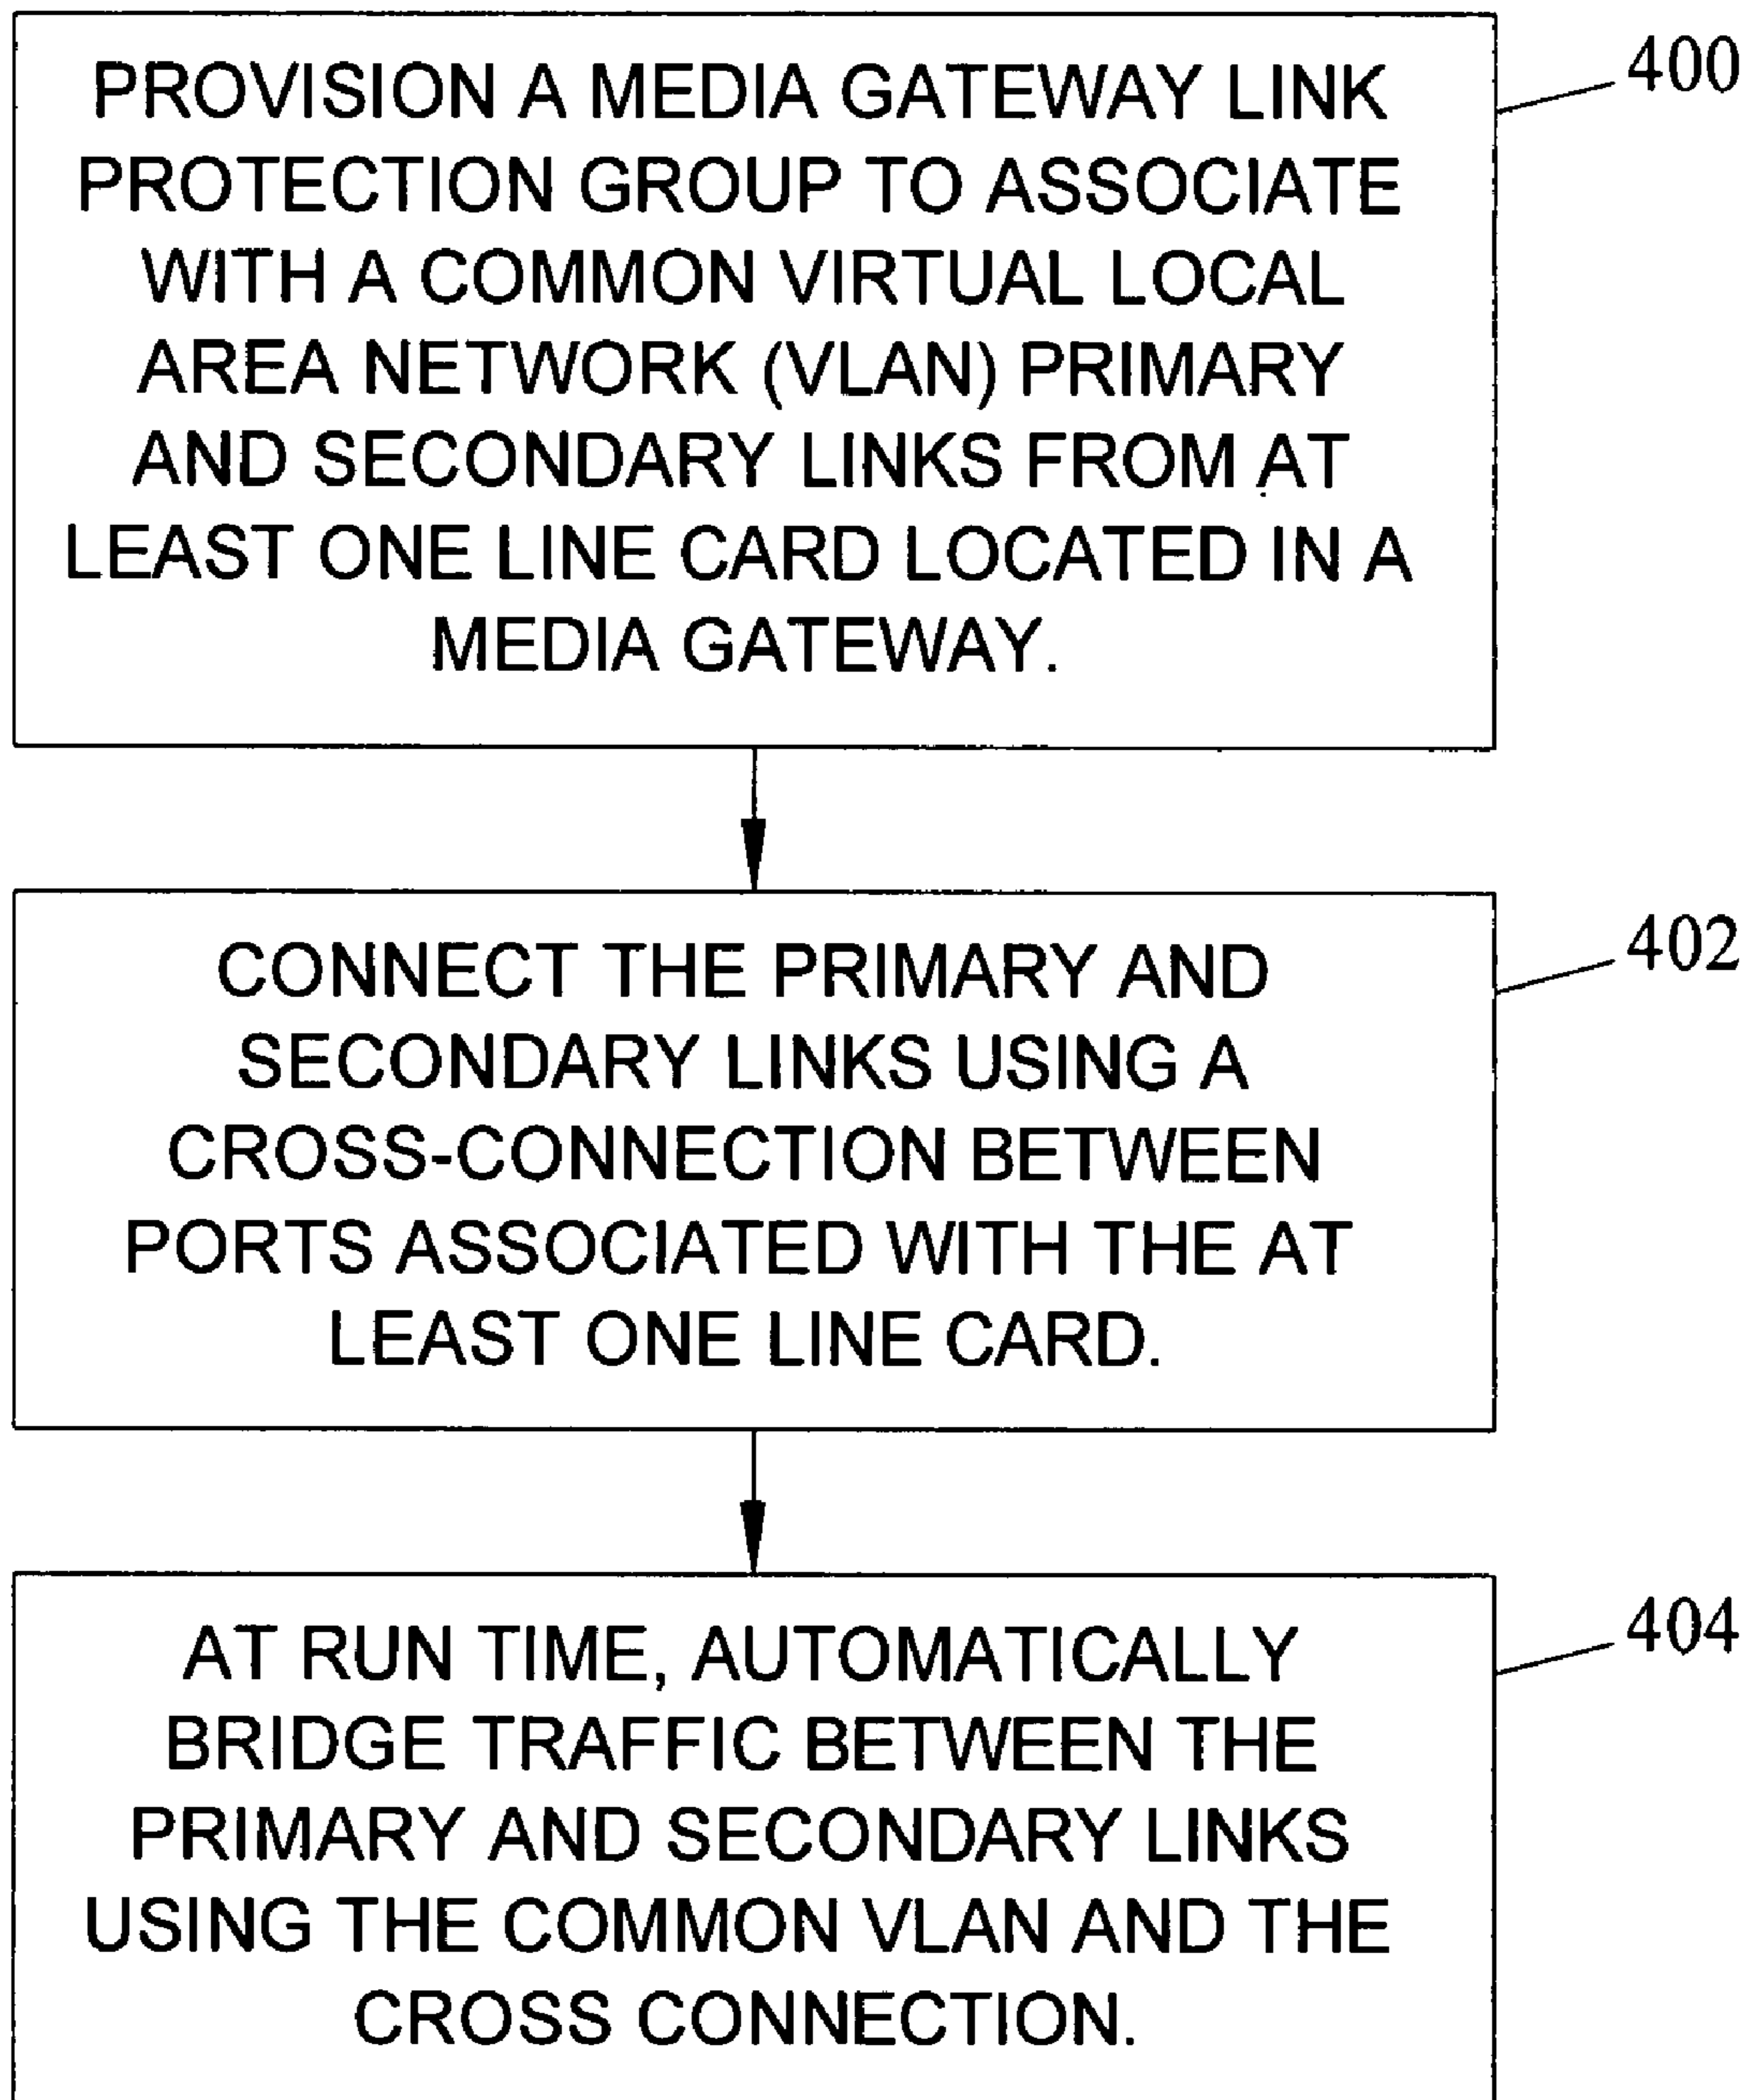 PROVISION A MEDIA GATEWAY LINK
PROTECTION GROUP TO ASSOCIATE
WITH A COMMON VIRTUAL LOCAL
AREA NETWORK (VLAN) PRIMARY
AND SECONDARY LINKS FROM AT
LEAST ONE LINE CARD LOCATED IN A
MEDIA GATEWAY.
400
CONNECT THE PRIMARY AND
SECONDARY LINKS USING A
CROSS-CONNECTION BETWEEN
PORTS ASSOCIATED WITH THE AT
LEAST ONE LINE CARD.
402
AT RUN TIME, AUTOMATICALLY
BRIDGE TRAFFIC BETWEEN THE
PRIMARY AND SECONDARY LINKS
USING THE COMMON VLAN AND THE
CROSS CONNECTION.
404